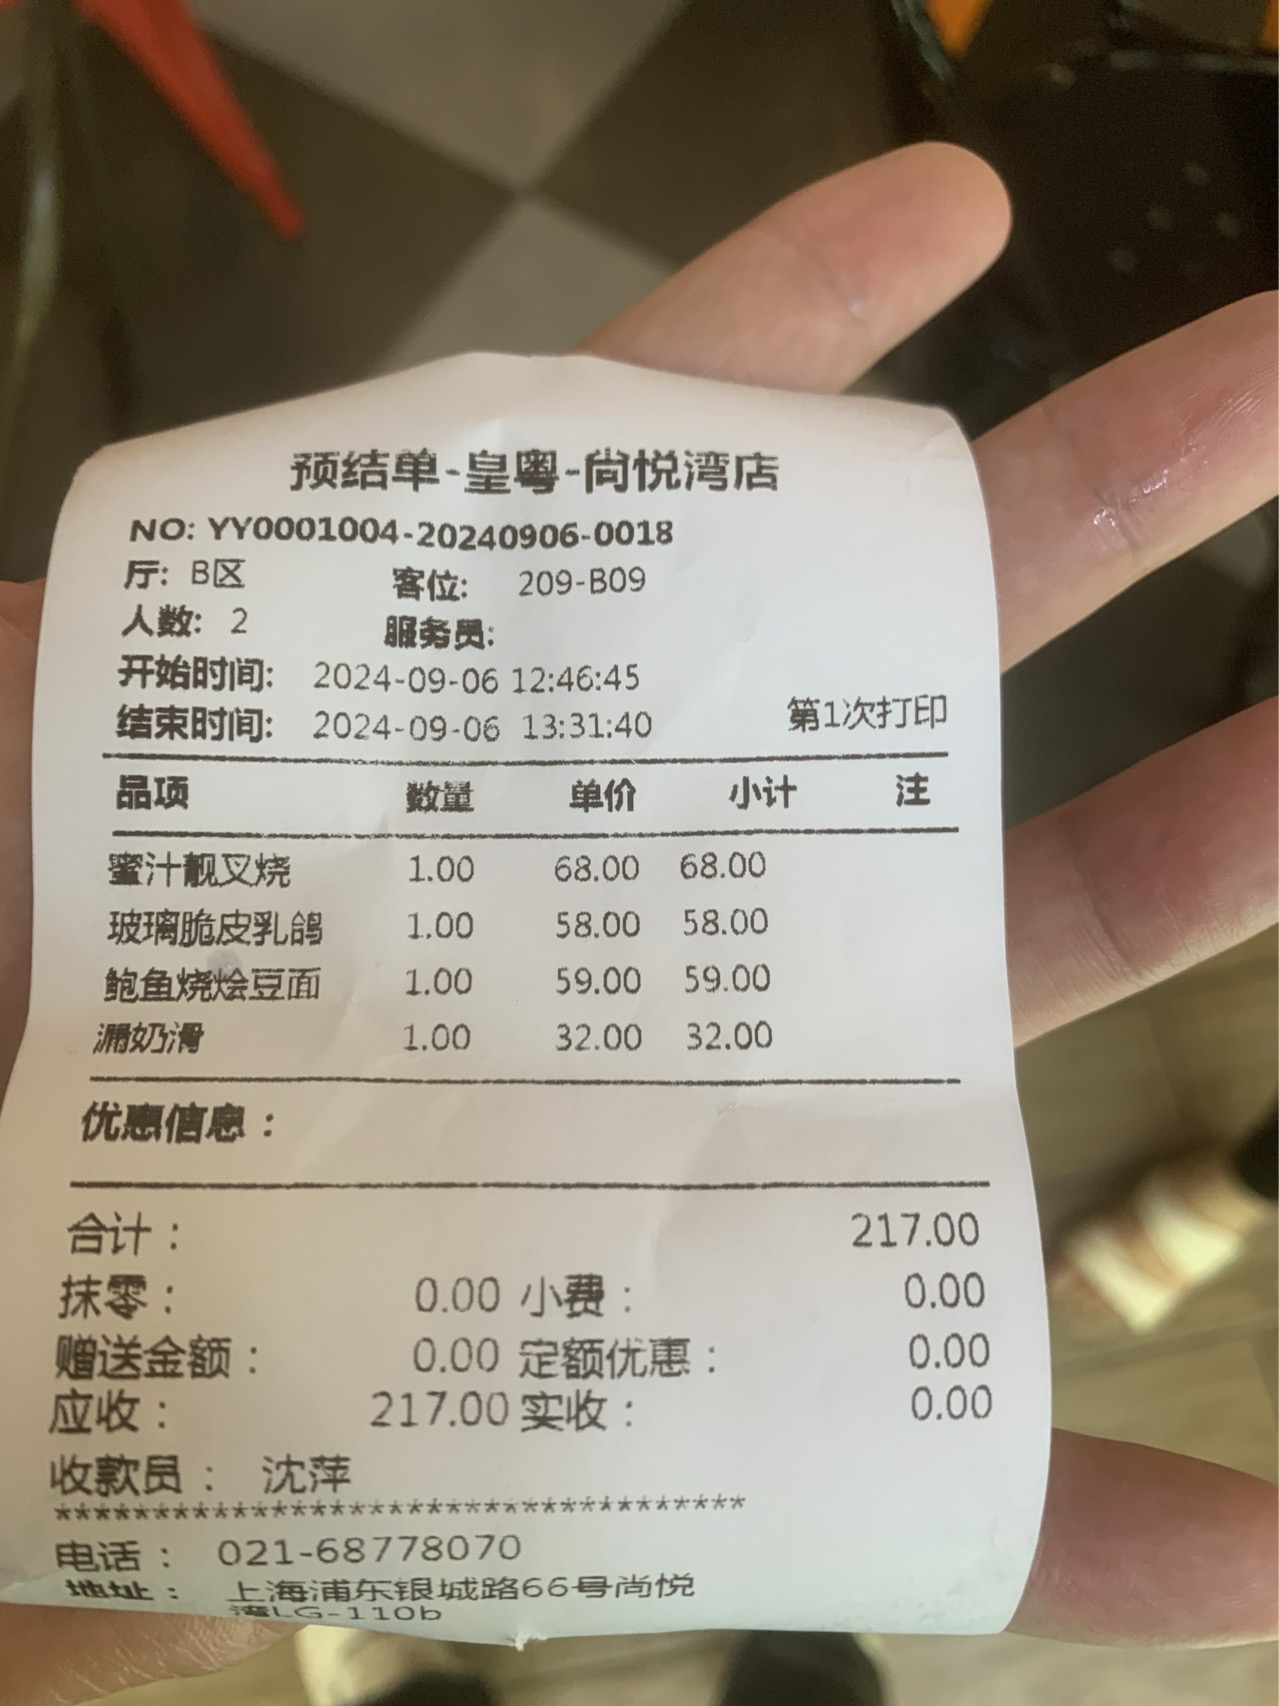 预结单-皇粤-尚悦湾店
NO: YY0001004-20240906-0018
厅: B区 客位: 209-B09
人数: 2 服务员:
开始时间: 2024-09-06 12:46:45
结束时间: 2024-09-06 13:31:40 第1次打印
品项 数量 单价 小计 注
蜜汁靓叉烧 1.00 68.00 68.00
玻璃脆皮乳鸽 1.00 58.00 58.00
鲍鱼烧烩豆面 1.00 59.00 59.00
漏奶滑 1.00 32.00 32.00
优惠信息：
合计： 217.00
抹零： 0.00 小费： 0.00
赠送金额： 0.00 定额优惠： 0.00
应收： 217.00 实收： 0.00
收款员： 沈萍
************************************
电话： 021-68778070
地址： 上海浦东银城路66号尚悦
湾LG-110b